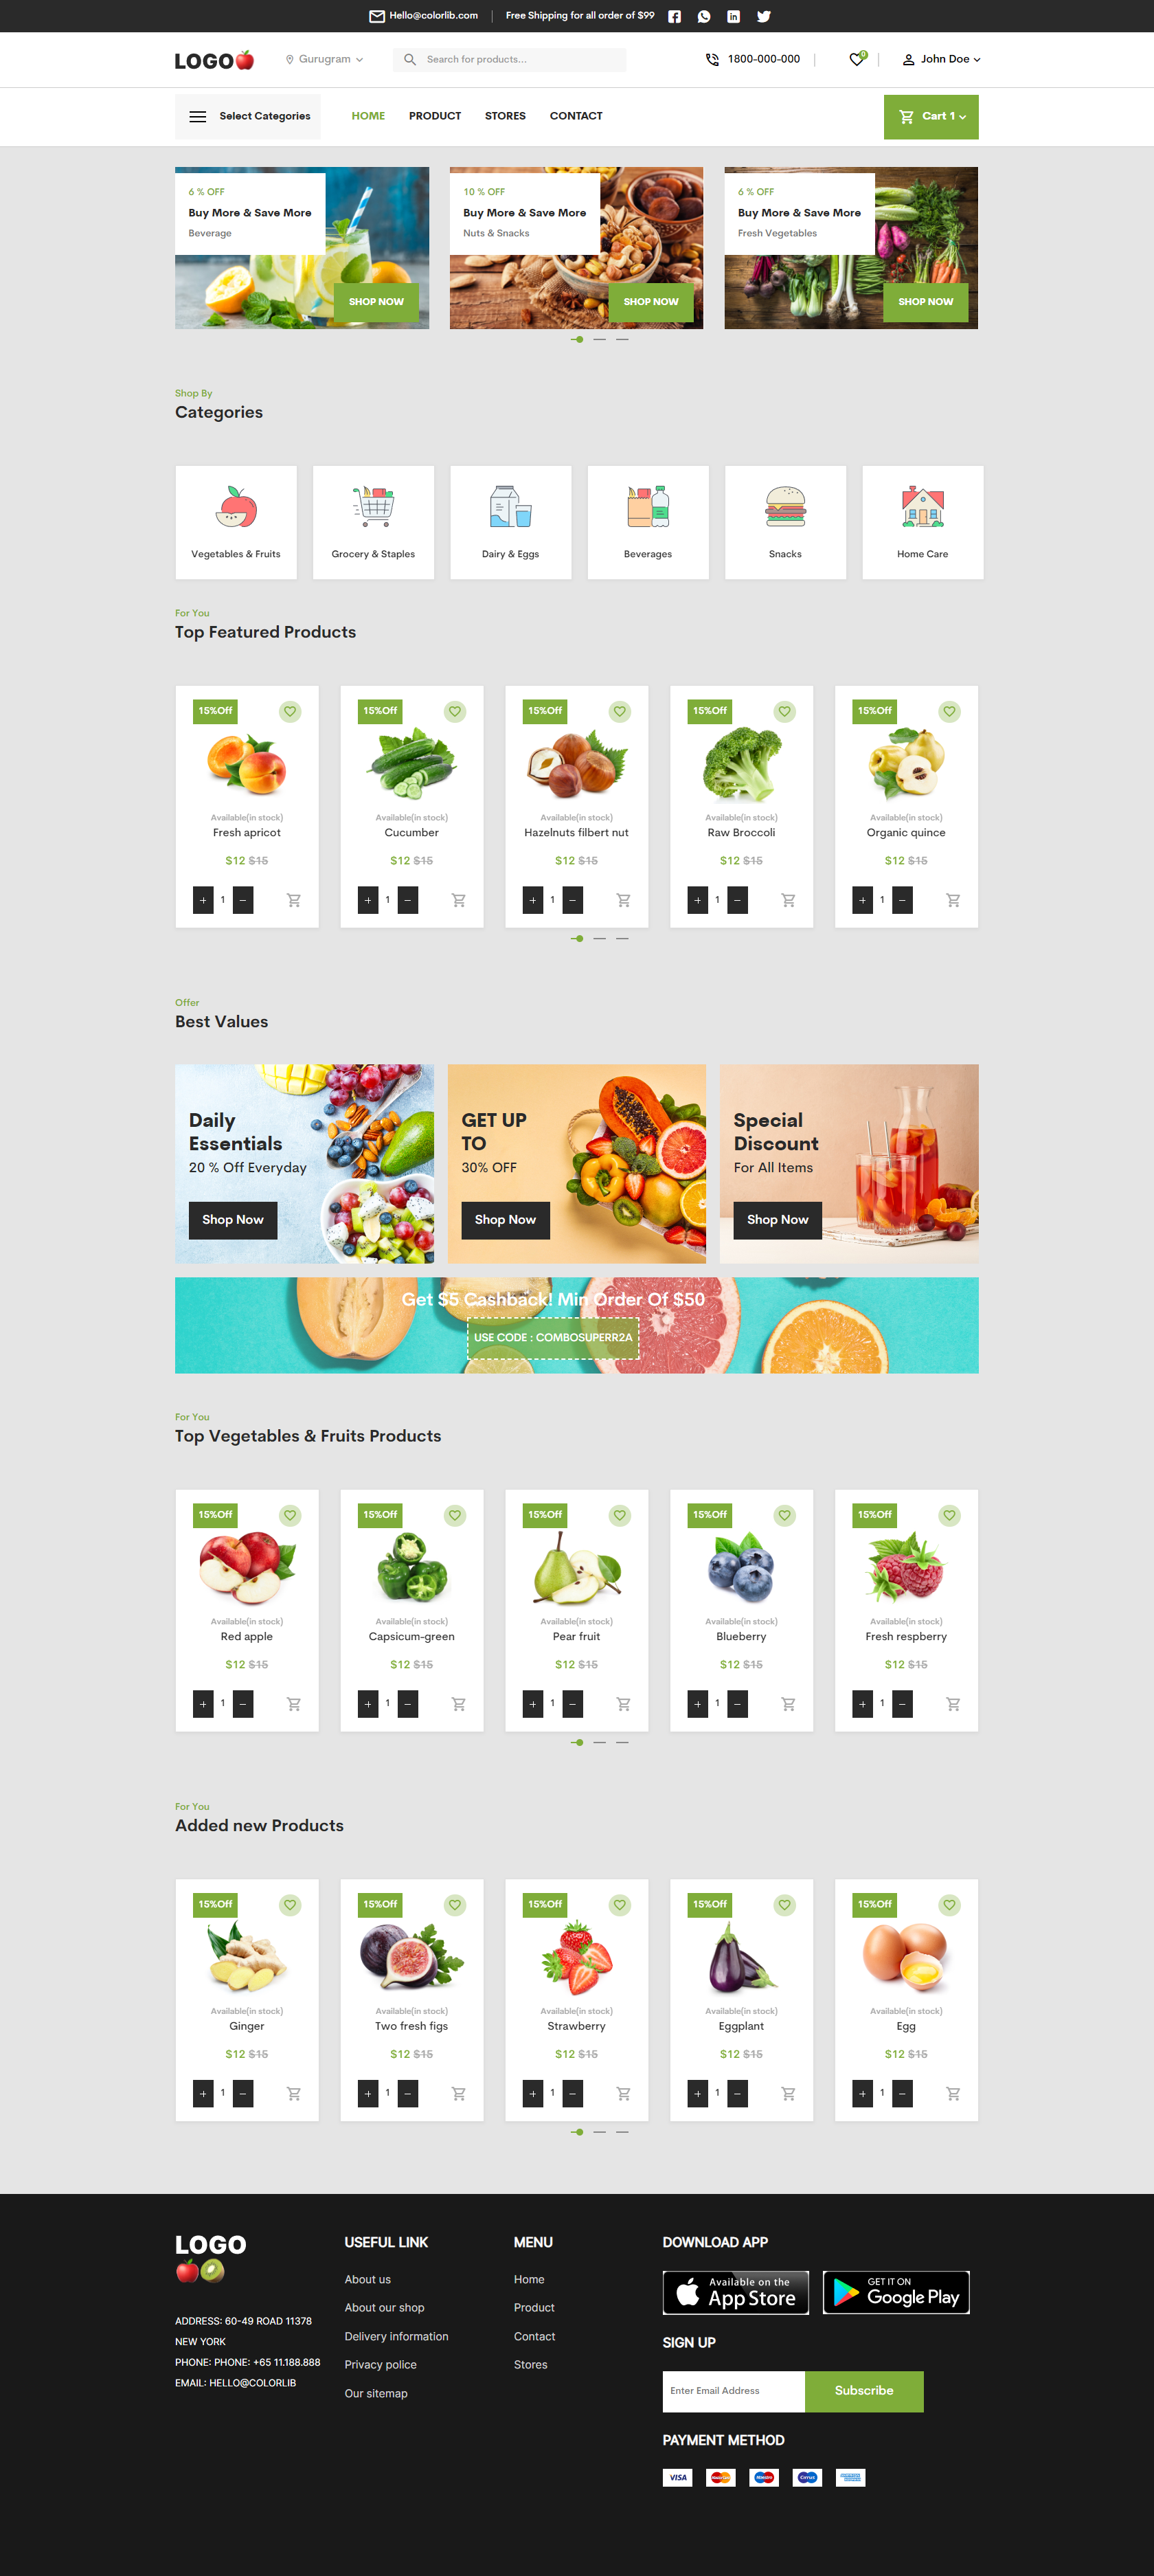 Hello@colorlib.com
Free Shipping for all order of $99
LOGO
Gurugram
Search for products...
1800-000-000
0
John Doe
Select Categories
HOME
PRODUCT
STORES
CONTACT
Cart 1
6 % OFF
Buy More & Save More
Beverage
SHOP NOW
10 % OFF
Buy More & Save More
Nuts & Snacks
SHOP NOW
6 % OFF
Buy More & Save More
Fresh Vegetables
SHOP NOW
Shop By
Categories
Vegetables & Fruits
Grocery & Staples
Dairy & Eggs
Beverages
Snacks
Home Care
For You
Top Featured Products
15%Off
Available(in stock)
Fresh apricot
$12 $15
+ 1 −
15%Off
Available(in stock)
Cucumber
$12 $15
+ 1 −
15%Off
Available(in stock)
Hazelnuts filbert nut
$12 $15
+ 1 −
15%Off
Available(in stock)
Raw Broccoli
$12 $15
+ 1 −
15%Off
Available(in stock)
Organic quince
$12 $15
+ 1 −
Offer
Best Values
Daily
Essentials
20 % Off Everyday
Shop Now
GET UP
TO
30% OFF
Shop Now
Special
Discount
For All Items
Shop Now
Get $5 Cashback! Min Order Of $50
USE CODE : COMBOSUPERR2A
For You
Top Vegetables & Fruits Products
15%Off
Available(in stock)
Red apple
$12 $15
+ 1 −
15%Off
Available(in stock)
Capsicum-green
$12 $15
+ 1 −
15%Off
Available(in stock)
Pear fruit
$12 $15
+ 1 −
15%Off
Available(in stock)
Blueberry
$12 $15
+ 1 −
15%Off
Available(in stock)
Fresh respberry
$12 $15
+ 1 −
For You
Added new Products
15%Off
Available(in stock)
Ginger
$12 $15
+ 1 −
15%Off
Available(in stock)
Two fresh figs
$12 $15
+ 1 −
15%Off
Available(in stock)
Strawberry
$12 $15
+ 1 −
15%Off
Available(in stock)
Eggplant
$12 $15
+ 1 −
15%Off
Available(in stock)
Egg
$12 $15
+ 1 −
LOGO
ADDRESS: 60-49 ROAD 11378
NEW YORK
PHONE: PHONE: +65 11.188.888
EMAIL: HELLO@COLORLIB
USEFUL LINK
About us
About our shop
Delivery information
Privacy police
Our sitemap
MENU
Home
Product
Contact
Stores
DOWNLOAD APP
Available on the
App Store
GET IT ON
Google Play
SIGN UP
Enter Email Address
Subscribe
PAYMENT METHOD
VISA
MasterCard
Maestro
Cirrus